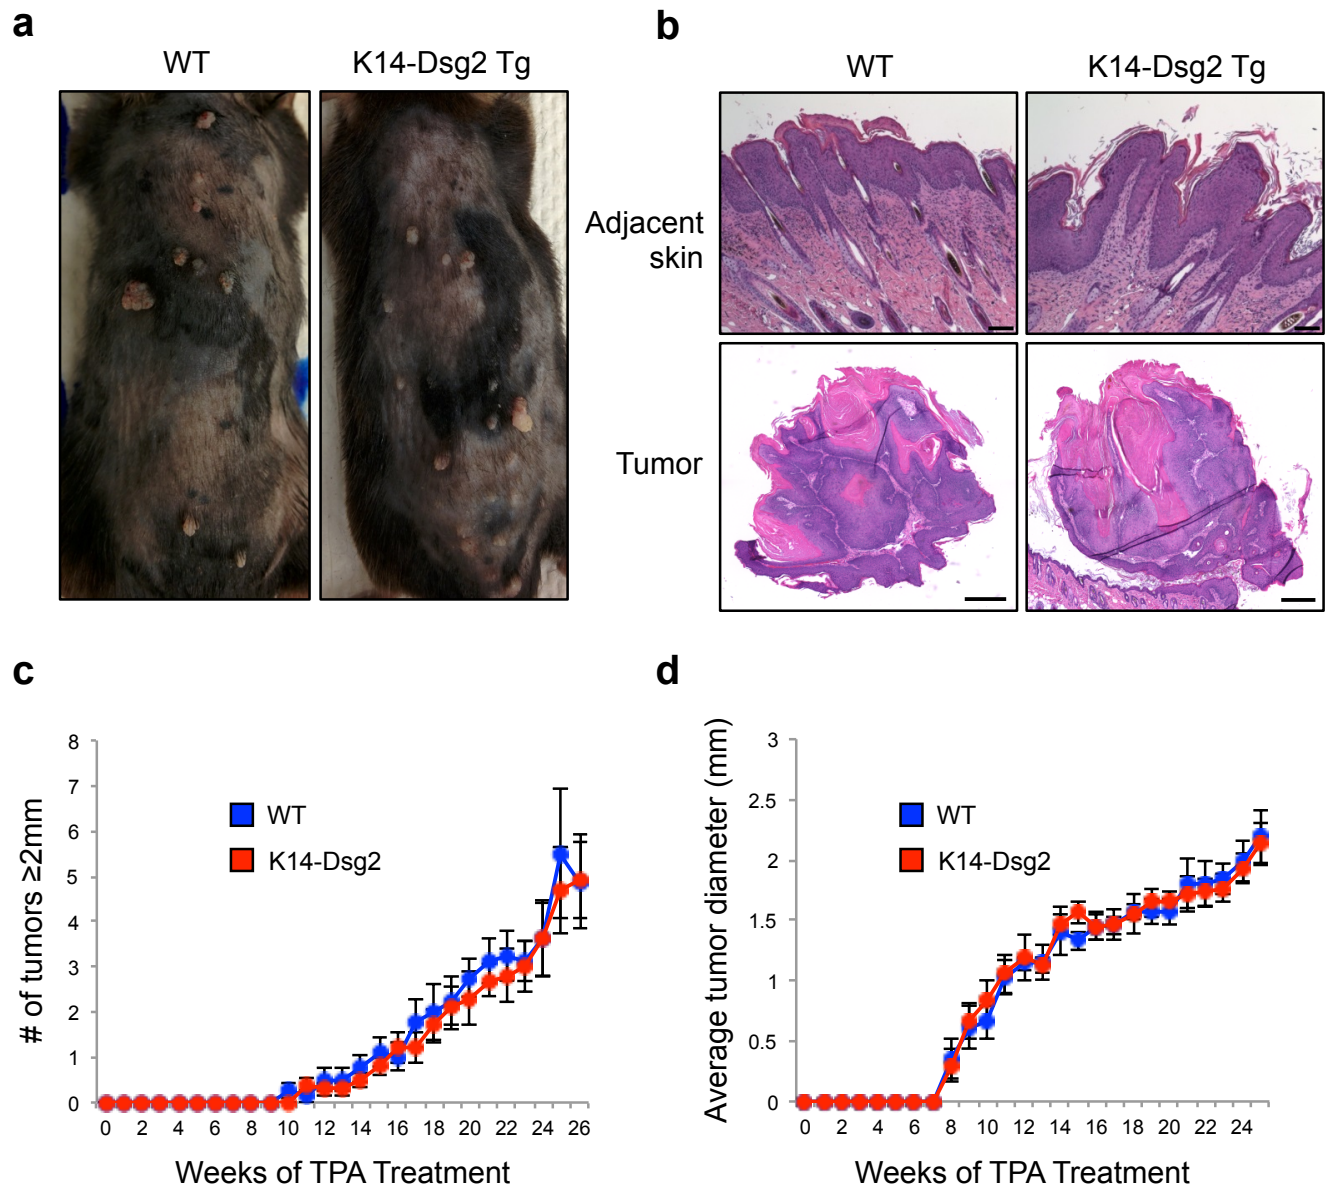 a
WT
K14-Dsg2 Tg
b
WT
K14-Dsg2 Tg
Adjacent
skin
Tumor
c
# of tumors ≥2mm
8
7
6
5
4
3
2
1
0
WT
K14-Dsg2
0 2 4 6 8 10 12 14 16 18 20 22 24 26
Weeks of TPA Treatment
d
Average tumor diameter (mm)
3
2.5
2
1.5
1
0.5
0
WT
K14-Dsg2
0 2 4 6 8 10 12 14 16 18 20 22 24
Weeks of TPA Treatment